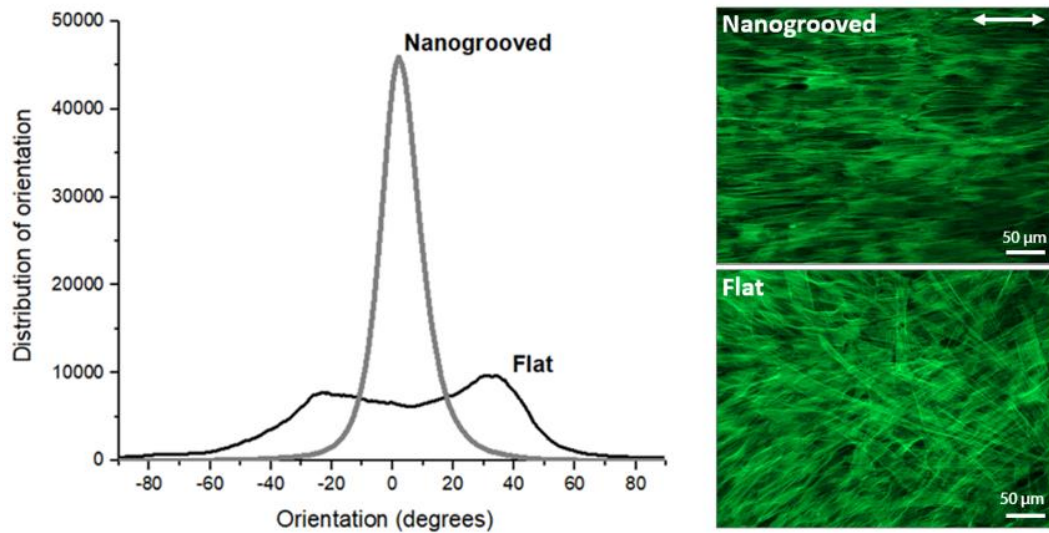 50000
40000
30000
20000
10000
0
Distribution of orientation
Nanogrooved
Flat
-80
-60
-40
-20
0
20
40
60
80
Orientation (degrees)
Nanogrooved
50 µm
Flat
50 µm